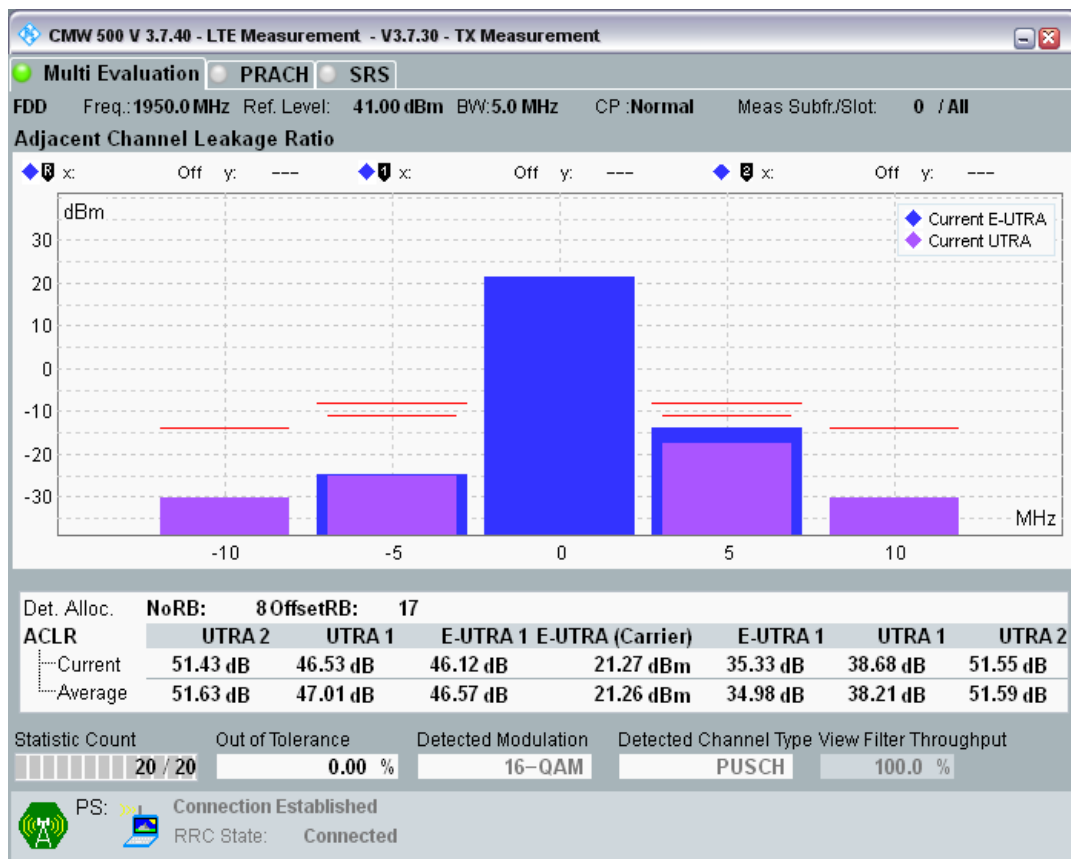 CMW 500 V 3.7.40 - LTE Measurement - V3.7.30 - TX Measurement
Multi Evaluation PRACH SRS
FDD Freq.: 1950.0 MHz Ref. Level: 41.00 dBm BW: 5.0 MHz CP : Normal Meas Subfr./Slot: 0 / All
Adjacent Channel Leakage Ratio
R x: Off y: --- 1 x: Off y: --- 2 x: Off y: ---
dBm
Current E-UTRA
Current UTRA
30
20
10
0
-10
-20
-30
MHz
-10 -5 0 5 10
Det. Alloc. NoRB: 8 OffsetRB: 17
ACLR UTRA 2 UTRA 1 E-UTRA 1 E-UTRA (Carrier) E-UTRA 1 UTRA 1 UTRA 2
Current 51.43 dB 46.53 dB 46.12 dB 21.27 dBm 35.33 dB 38.68 dB 51.55 dB
Average 51.63 dB 47.01 dB 46.57 dB 21.26 dBm 34.98 dB 38.21 dB 51.59 dB
Statistic Count Out of Tolerance Detected Modulation Detected Channel Type View Filter Throughput
20 / 20 0.00 % 16-QAM PUSCH 100.0 %
PS: Connection Established
RRC State: Connected